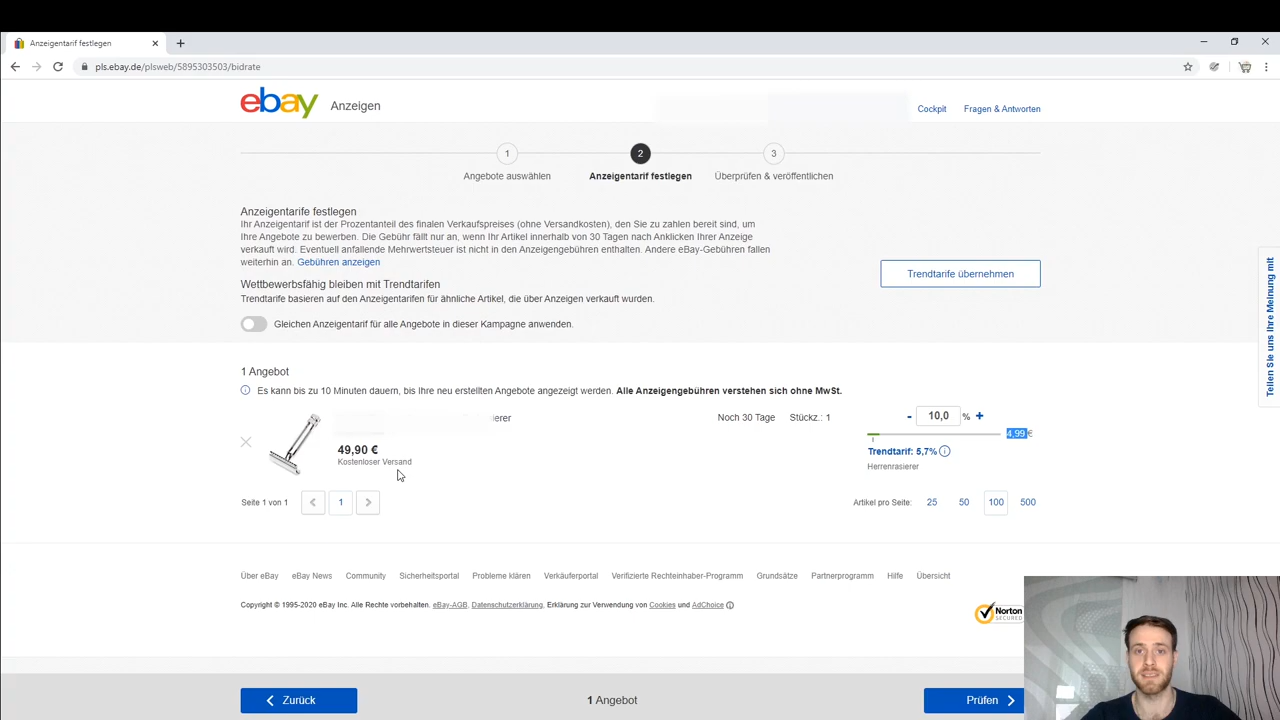 Anzeigentarif festlegen
pls.ebay.de/plsweb/5895303503/bidrate
ebay Anzeigen
Cockpit Fragen & Antworten
1 2 3
Angebote auswählen Anzeigentarif festlegen Überprüfen & veröffentlichen
Anzeigentarife festlegen
Ihr Anzeigentarif ist der Prozentanteil des finalen Verkaufspreises (ohne Versandkosten), den Sie zu zahlen bereit sind, um
Ihre Angebote zu bewerben. Die Gebühr fällt nur an, wenn Ihr Artikel innerhalb von 30 Tagen nach Anklicken Ihrer Anzeige
verkauft wird. Eventuell anfallende Mehrwertsteuer ist nicht in den Anzeigengebühren enthalten. Andere eBay-Gebühren fallen
weiterhin an. Gebühren anzeigen
Trendtarife übernehmen
Wettbewerbsfähig bleiben mit Trendtarifen
Trendtarife basieren auf den Anzeigentarifen für ähnliche Artikel, die über Anzeigen verkauft wurden.
Gleichen Anzeigentarif für alle Angebote in dieser Kampagne anwenden.
Teilen Sie uns Ihre Meinung mit
1 Angebot
Es kann bis zu 10 Minuten dauern, bis Ihre neu erstellten Angebote angezeigt werden. Alle Anzeigengebühren verstehen sich ohne MwSt.
ierer
Noch 30 Tage Stückz.: 1
- 10,0 % +
4,99 €
49,90 €
Kostenloser Versand
Trendtarif: 5,7%
Herrenrasierer
Seite 1 von 1 < 1 >
Artikel pro Seite: 25 50 100 500
Über eBay eBay News Community Sicherheitsportal Probleme klären Verkäuferportal Verifizierte Rechteinhaber-Programm Grundsätze Partnerprogramm Hilfe Übersicht
Copyright © 1995-2020 eBay Inc. Alle Rechte vorbehalten. eBay-AGB, Datenschutzerklärung, Erklärung zur Verwendung von Cookies und AdChoice
Norton
SECURED
Zurück
1 Angebot
Prüfen